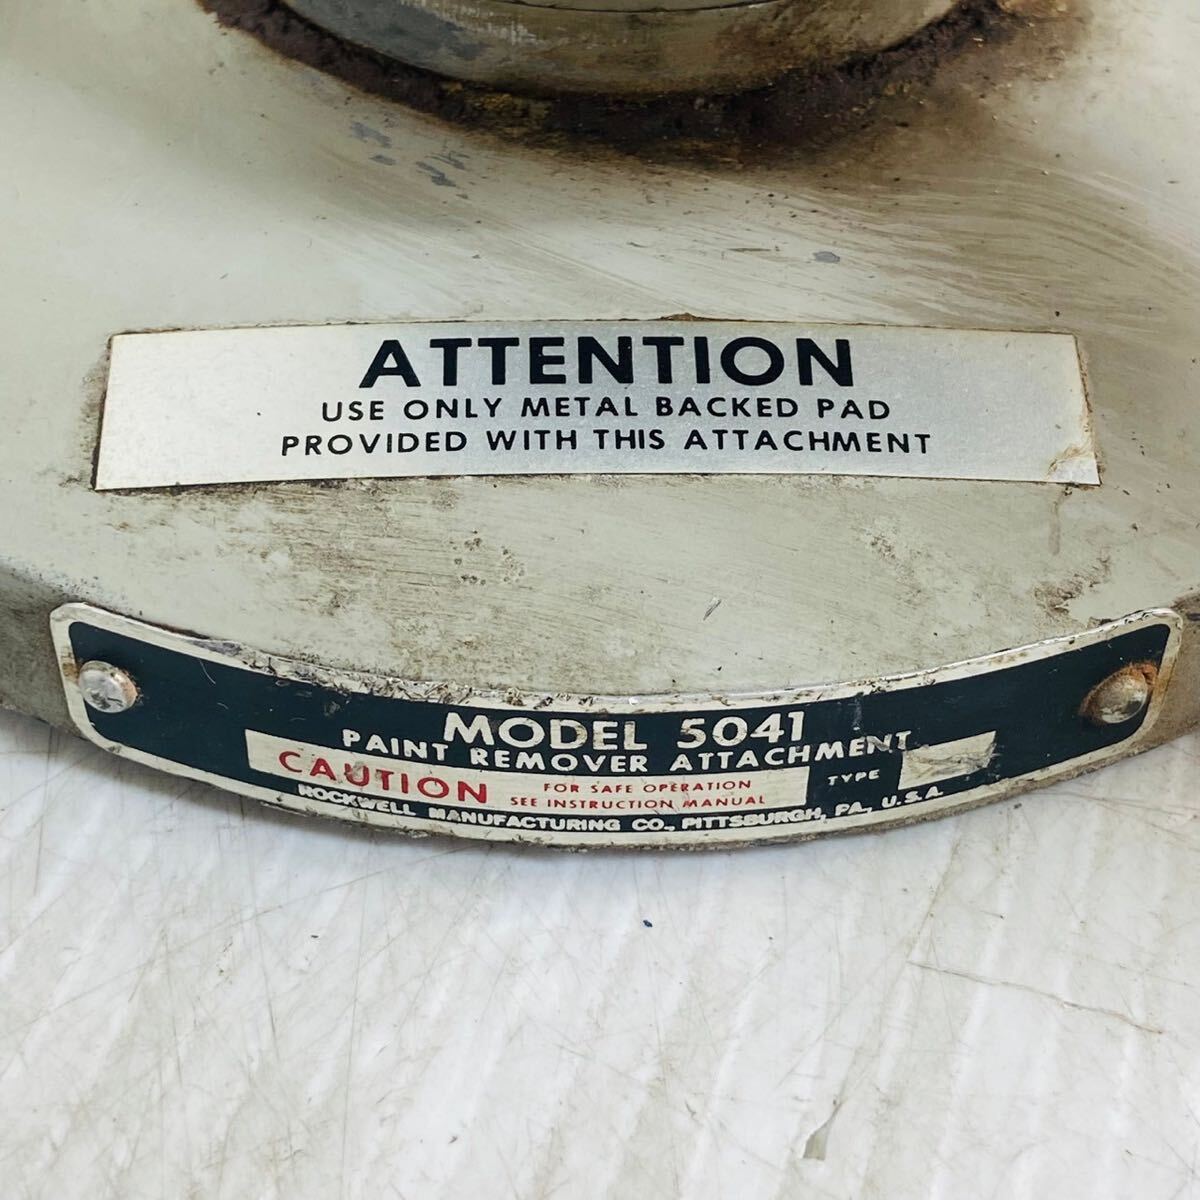 ATTENTION
USE ONLY METAL BACKED PAD
PROVIDED WITH THIS ATTACHMENT
MODEL 5041
PAINT REMOVER ATTACHMENT
CAUTION
FOR SAFE OPERATION
SEE INSTRUCTION MANUAL
TYPE
ROCKWELL MANUFACTURING CO., PITTSBURGH, PA., U.S.A.